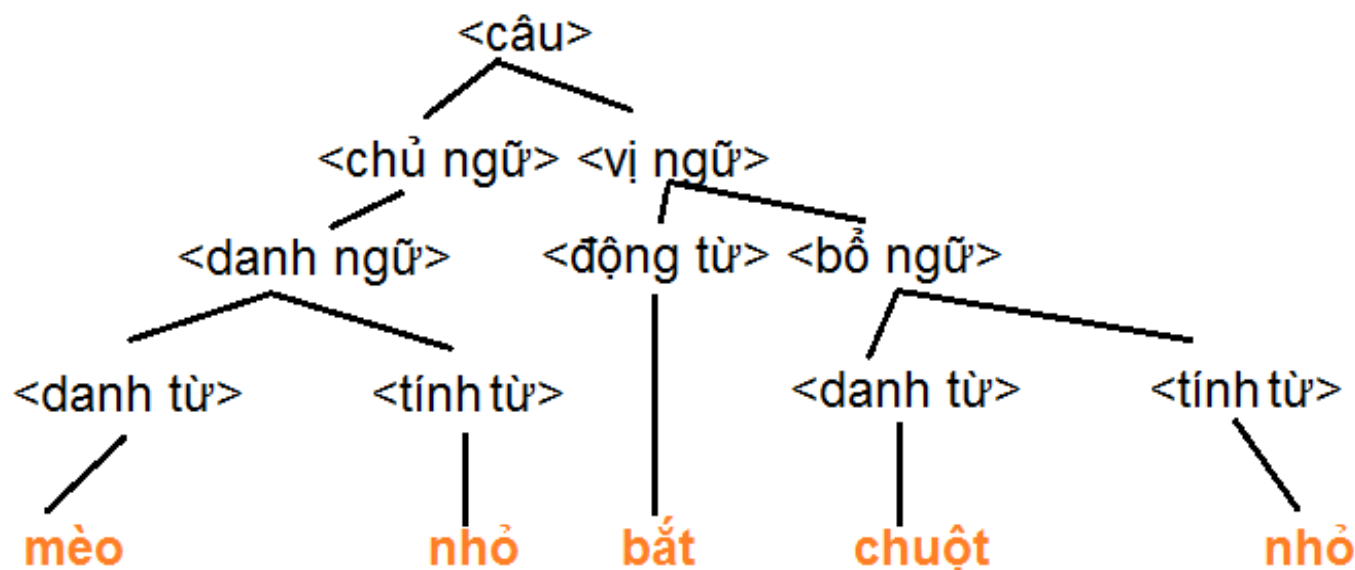 <câu>
<chủ ngữ> <vị ngữ>
<danh ngữ> <động từ> <bổ ngữ>
<danh từ> <tính từ> <danh từ> <tính từ>
mèo nhỏ bắt chuột nhỏ